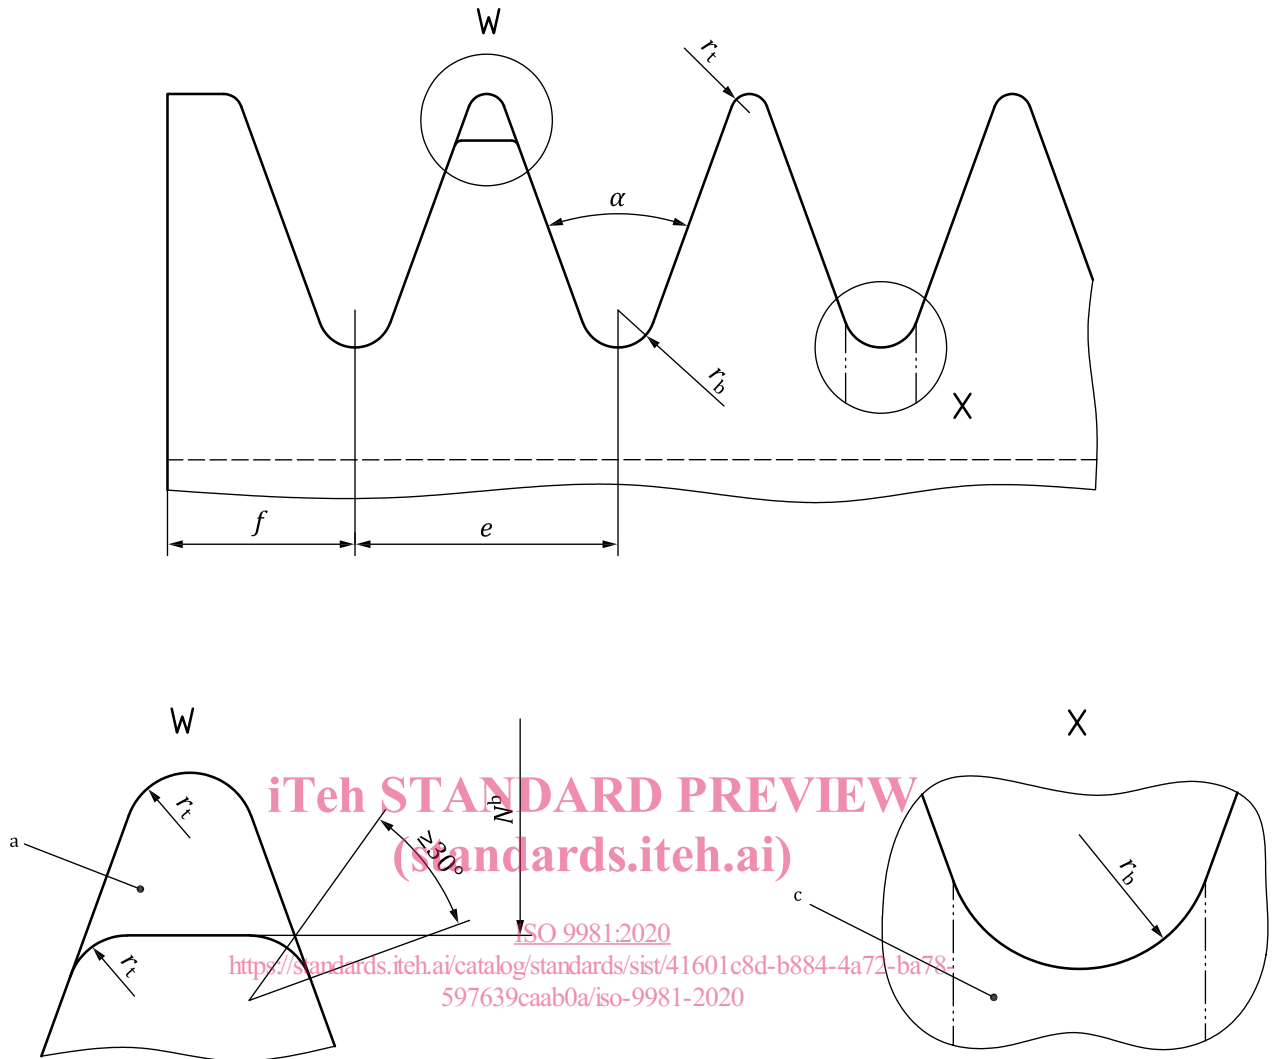 W
r_t
α
r_b
X
f
e
W
X
r_t
N^b
iTeh STANDARD PREVIEW
a
≥30°
(standards.iteh.ai)
r_b
c
ISO 9981:2020
r_t
https://standards.iteh.ai/catalog/standards/sist/41601c8d-b884-4a72-ba78-
597639caab0a/iso-9981-2020